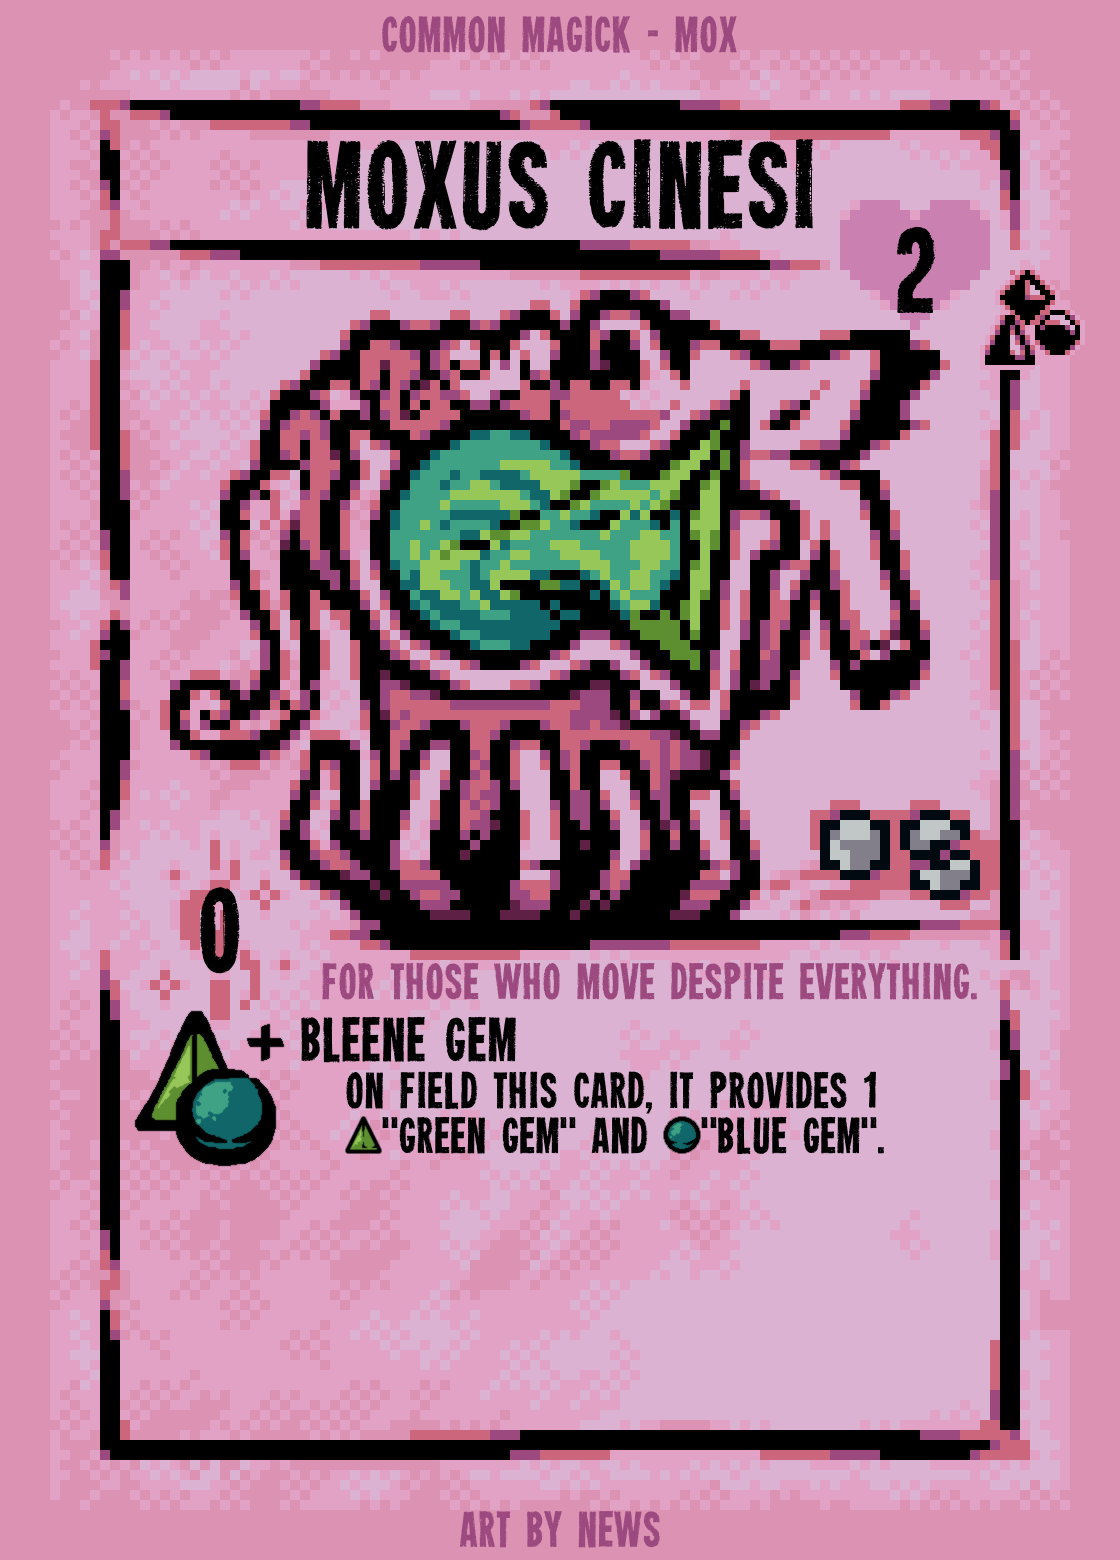 COMMON MAGICK - MOX
MOXUS CINESI
2
0
FOR THOSE WHO MOVE DESPITE EVERYTHING.
+ BLEENE GEM
ON FIELD THIS CARD, IT PROVIDES 1
"GREEN GEM" AND "BLUE GEM".
ART BY NEWS